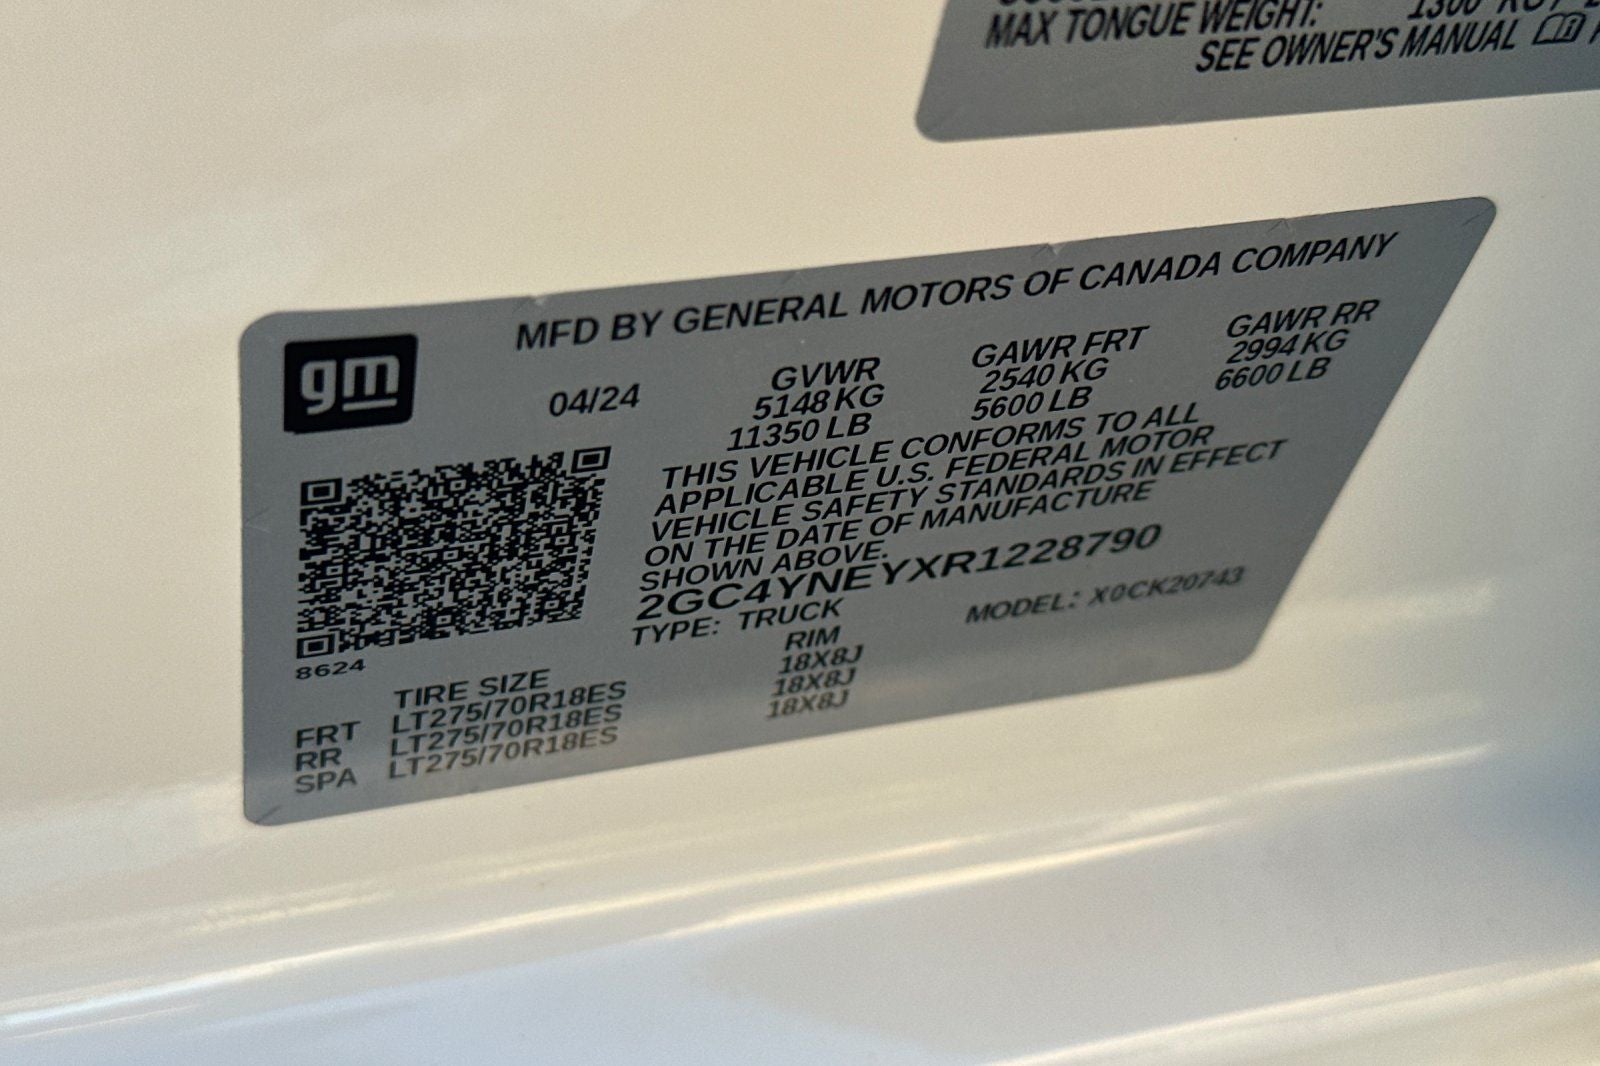 MAX TONGUE WEIGHT: 1300
SEE OWNER'S MANUAL
gm
MFD BY GENERAL MOTORS OF CANADA COMPANY
04/24
GVWR GAWR FRT GAWR RR
5148 KG 2540 KG 2994 KG
11350 LB 5600 LB 6600 LB
THIS VEHICLE CONFORMS TO ALL
APPLICABLE U.S. FEDERAL MOTOR
VEHICLE SAFETY STANDARDS IN EFFECT
ON THE DATE OF MANUFACTURE
SHOWN ABOVE.
2GC4YNEYXR1228790
TYPE: TRUCK MODEL: X0CK20743
8624
TIRE SIZE RIM
FRT LT275/70R18ES 18X8J
RR LT275/70R18ES 18X8J
SPA LT275/70R18ES 18X8J